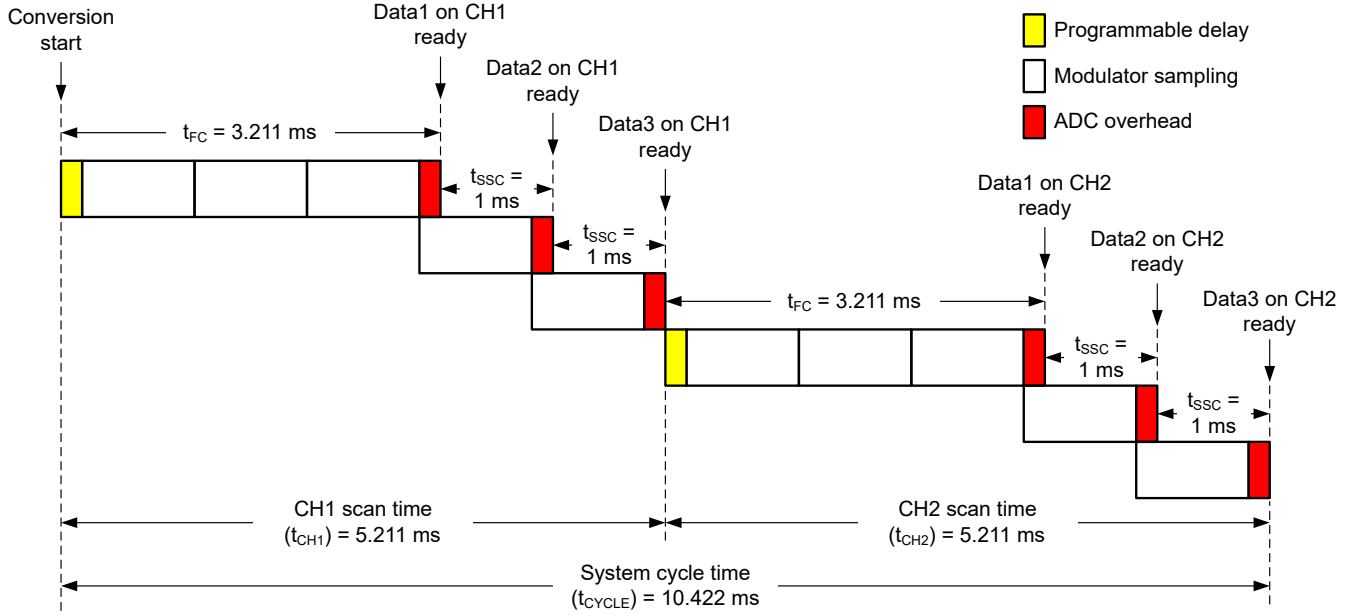 Conversion
start
Data1 on CH1
ready
Data2 on CH1
ready
Data3 on CH1
ready
Programmable delay
Modulator sampling
ADC overhead
tFC = 3.211 ms
tSSC =
1 ms
tSSC =
1 ms
Data1 on CH2
ready
Data2 on CH2
ready
Data3 on CH2
ready
tFC = 3.211 ms
tSSC =
1 ms
tSSC =
1 ms
CH1 scan time
(tCH1) = 5.211 ms
CH2 scan time
(tCH2) = 5.211 ms
System cycle time
(tCYCLE) = 10.422 ms